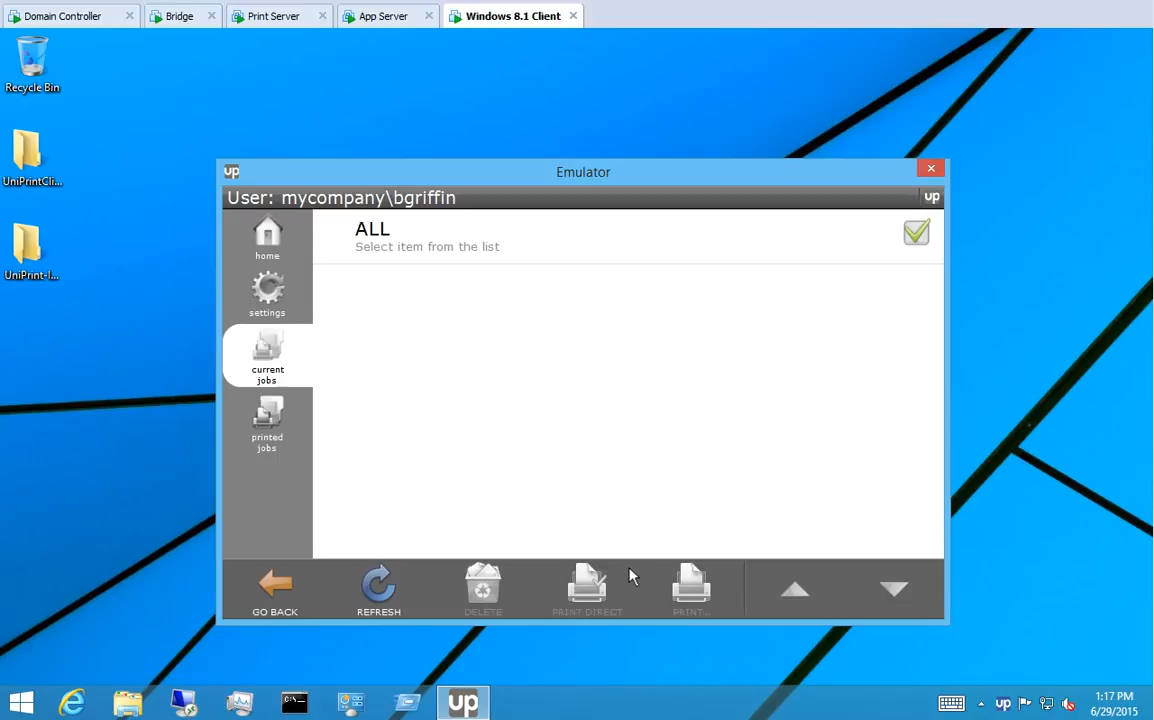 Domain Controller
Bridge
Print Server
App Server
Windows 8.1 Client
Recycle Bin
UniPrintCli...
UniPrint-I...
up
Emulator
User: mycompany\bgriffin
up
home
settings
current
jobs
printed
jobs
ALL
Select item from the list
GO BACK
REFRESH
DELETE
PRINT DIRECT
PRINT...
C:\_
up
up
1:17 PM
6/29/2015